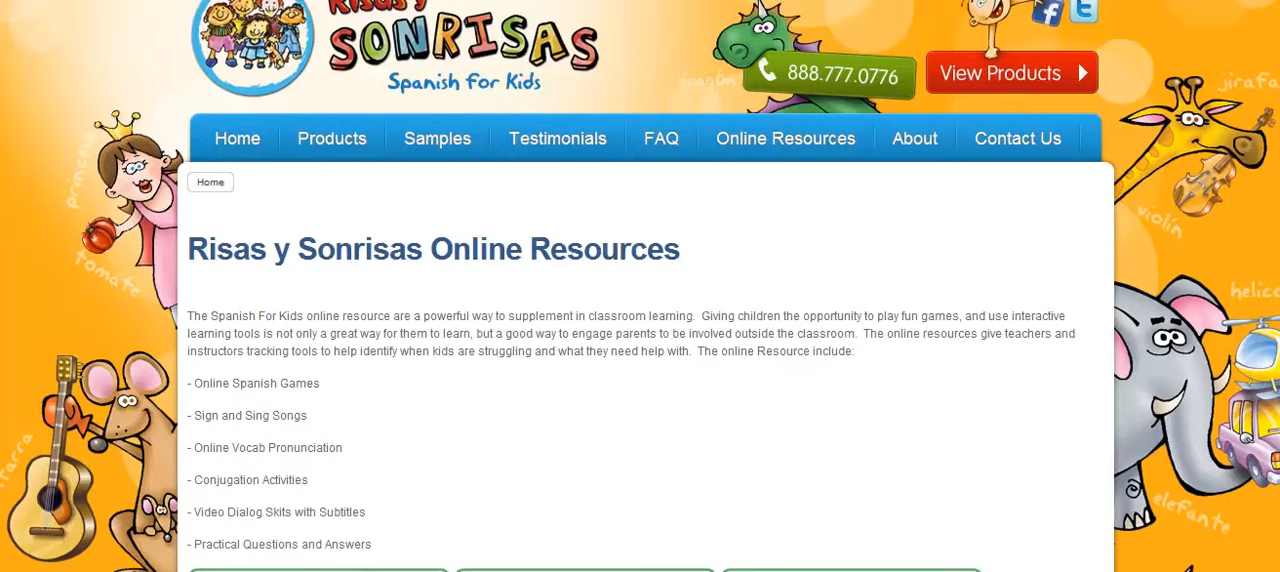 Risas y
SONRISAS
Spanish For Kids
888.777.0776
View Products
dragón
jirafa
Home
Products
Samples
Testimonials
FAQ
Online Resources
About
Contact Us
Home
princesa
tomate
violín
Risas y Sonrisas Online Resources
The Spanish For Kids online resource are a powerful way to supplement in classroom learning. Giving children the opportunity to play fun games, and use interactive
learning tools is not only a great way for them to learn, but a good way to engage parents to be involved outside the classroom. The online resources give teachers and
instructors tracking tools to help identify when kids are struggling and what they need help with. The online Resource include:
- Online Spanish Games
- Sign and Sing Songs
- Online Vocab Pronunciation
- Conjugation Activities
- Video Dialog Skits with Subtitles
- Practical Questions and Answers
helico
elefante